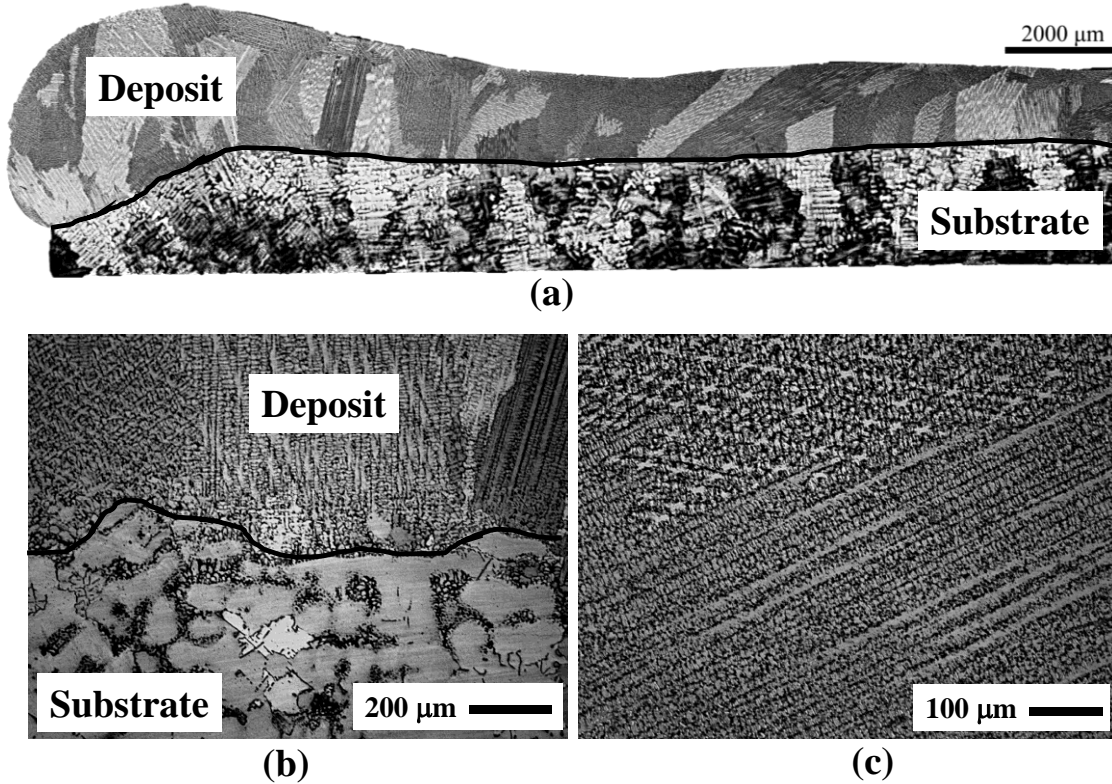 2000 μm
Deposit
Substrate
(a)
Deposit
Substrate
200 μm
(b)
100 μm
(c)